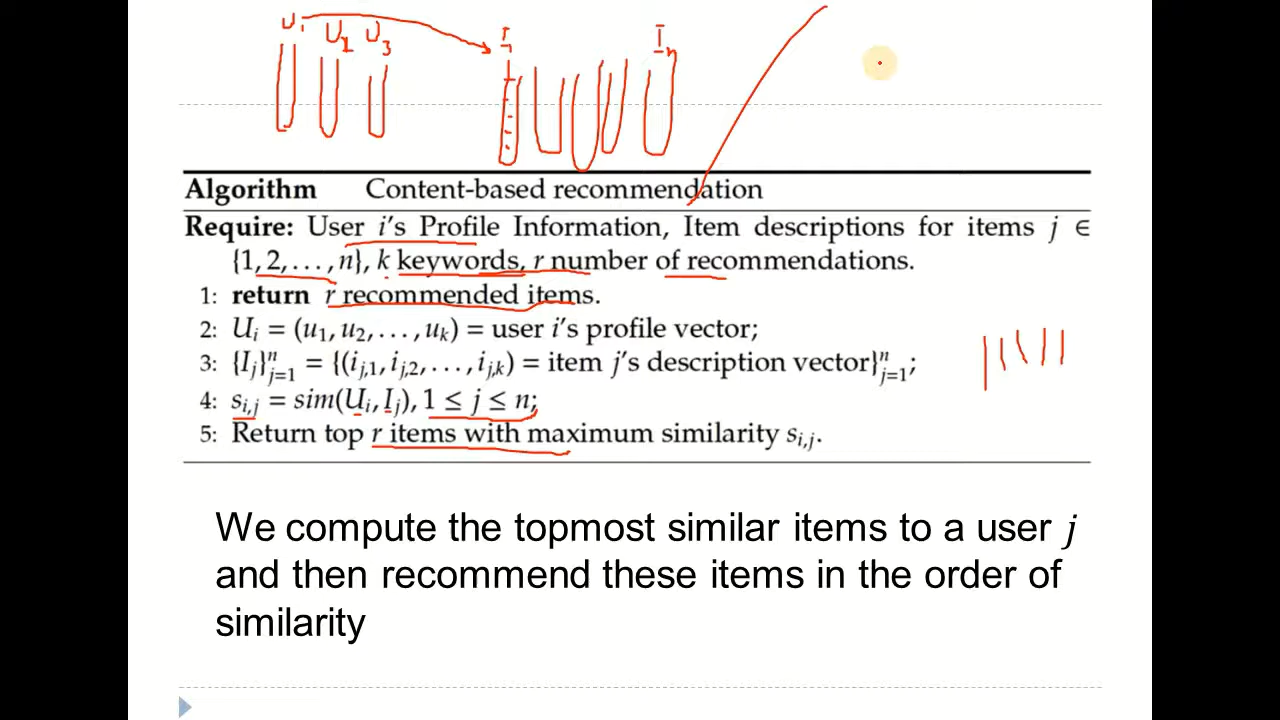 U₁ U₂ U₃ I₁ Iₙ
Algorithm Content-based recommendation
Require: User i's Profile Information, Item descriptions for items j ∈
{1, 2, . . . , n}, k keywords, r number of recommendations.
1: return r recommended items.
2: Uᵢ = (u₁, u₂, . . . , uₖ) = user i's profile vector;
3: {Iⱼ}ⁿⱼ₌₁ = {(iⱼ,₁, iⱼ,₂, . . . , iⱼ,ₖ) = item j's description vector}ⁿⱼ₌₁;
4: sᵢ,ⱼ = sim(Uᵢ, Iⱼ), 1 ≤ j ≤ n;
5: Return top r items with maximum similarity sᵢ,ⱼ.
We compute the topmost similar items to a user j
and then recommend these items in the order of
similarity